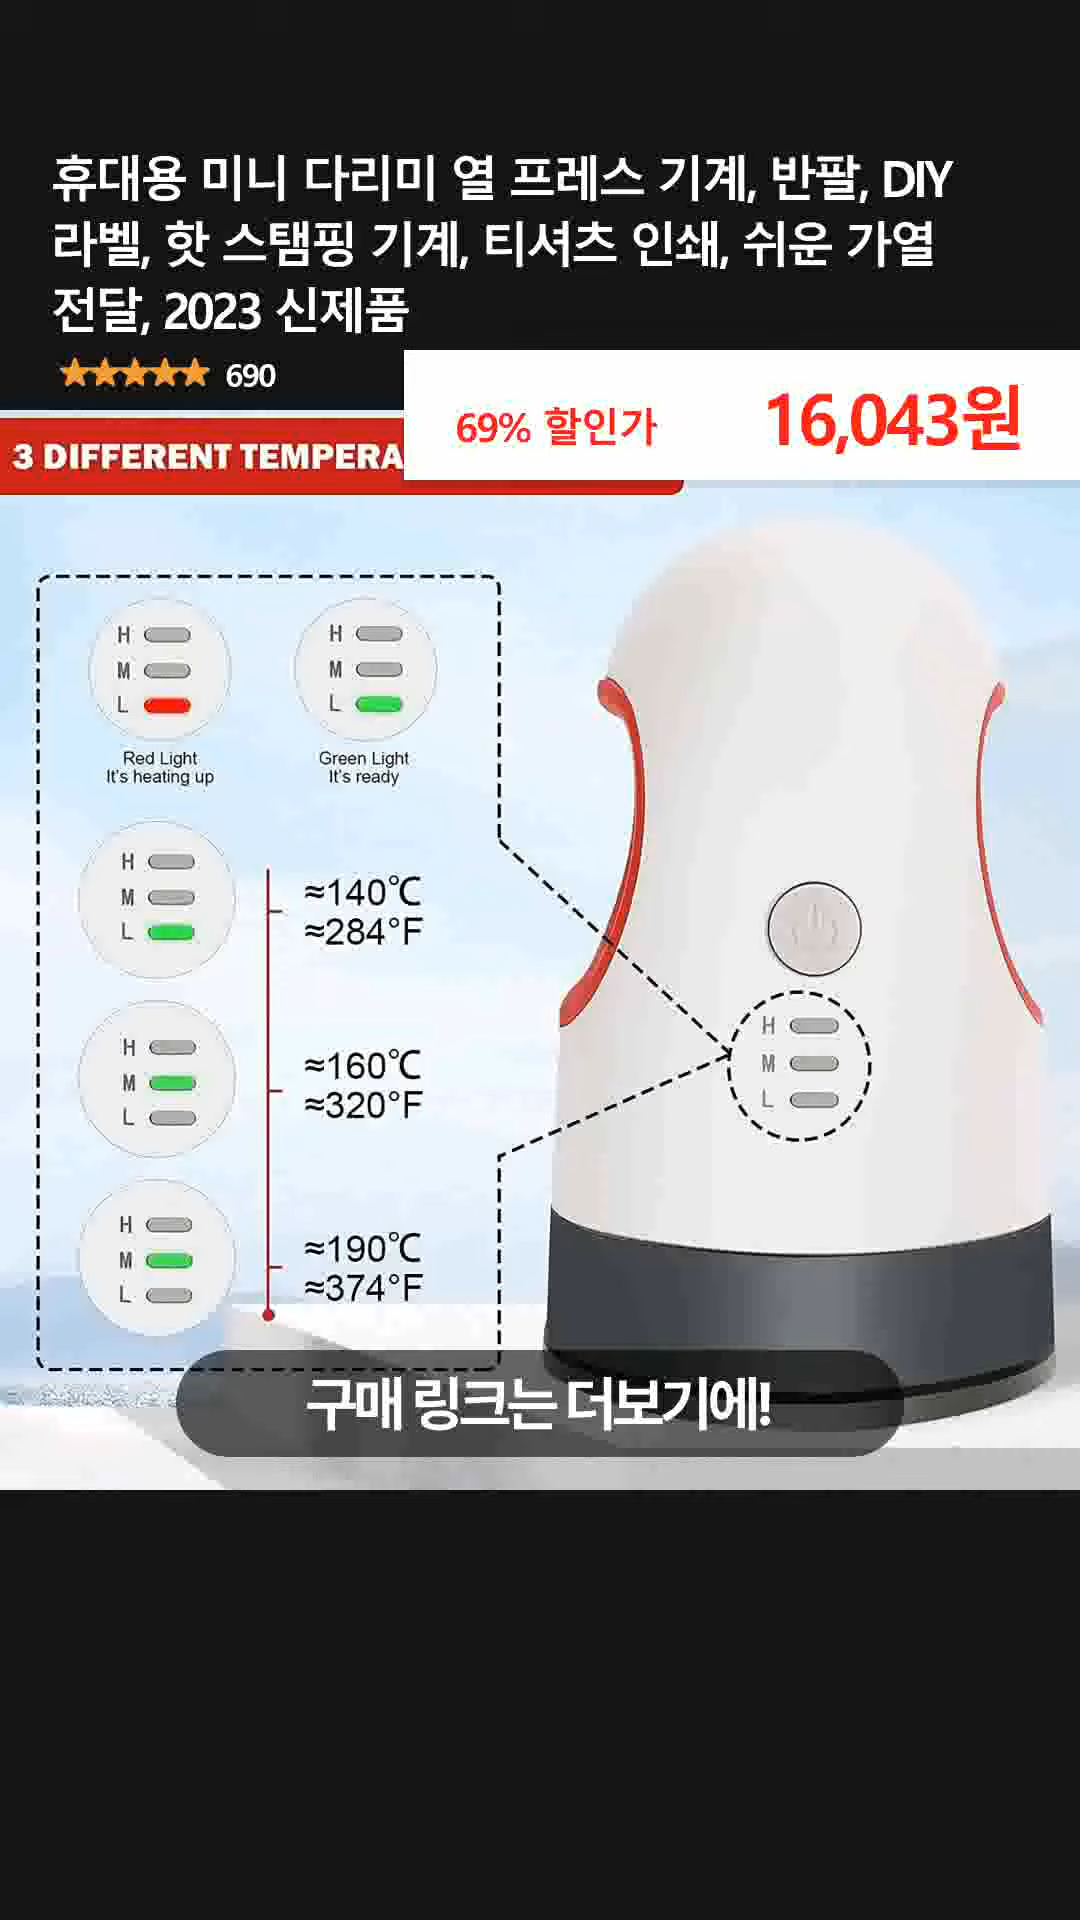 휴대용 미니 다리미 열 프레스 기계, 반팔, DIY
라벨, 핫 스탬핑 기계, 티셔츠 인쇄, 쉬운 가열
전달, 2023 신제품
690
69% 할인가 16,043원
3 DIFFERENT TEMPERA
H
M
L
H
M
L
Red Light
It's heating up
Green Light
It's ready
H
M
L
≈140℃
≈284°F
H
M
L
≈160℃
≈320°F
H
M
L
≈190℃
≈374°F
H
M
L
구매 링크는 더보기에!